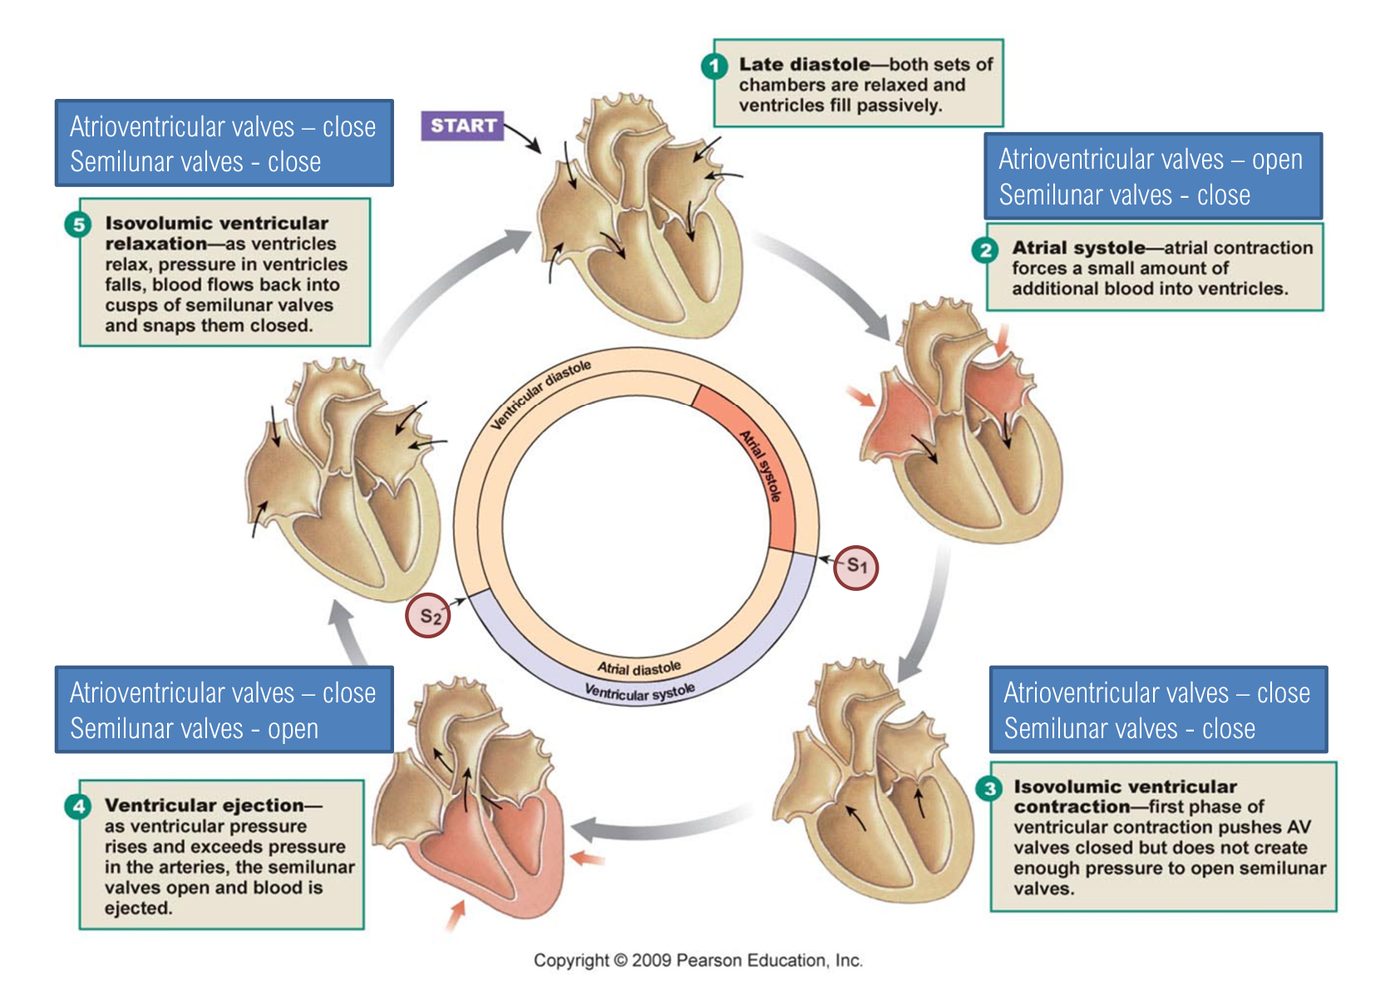 START
1
Late diastole—both sets of
chambers are relaxed and
ventricles fill passively.
Atrioventricular valves – open
Semilunar valves - close
2
Atrial systole—atrial contraction
forces a small amount of
additional blood into ventricles.
Atrioventricular valves – close
Semilunar valves - close
3
Isovolumic ventricular
contraction—first phase of
ventricular contraction pushes AV
valves closed but does not create
enough pressure to open semilunar
valves.
Atrioventricular valves – close
Semilunar valves - open
4
Ventricular ejection—
as ventricular pressure
rises and exceeds pressure
in the arteries, the semilunar
valves open and blood is
ejected.
Atrioventricular valves – close
Semilunar valves - close
5
Isovolumic ventricular
relaxation—as ventricles
relax, pressure in ventricles
falls, blood flows back into
cusps of semilunar valves
and snaps them closed.
Ventricular diastole
Atrial systole
S1
S2
Atrial diastole
Ventricular systole
Copyright © 2009 Pearson Education, Inc.